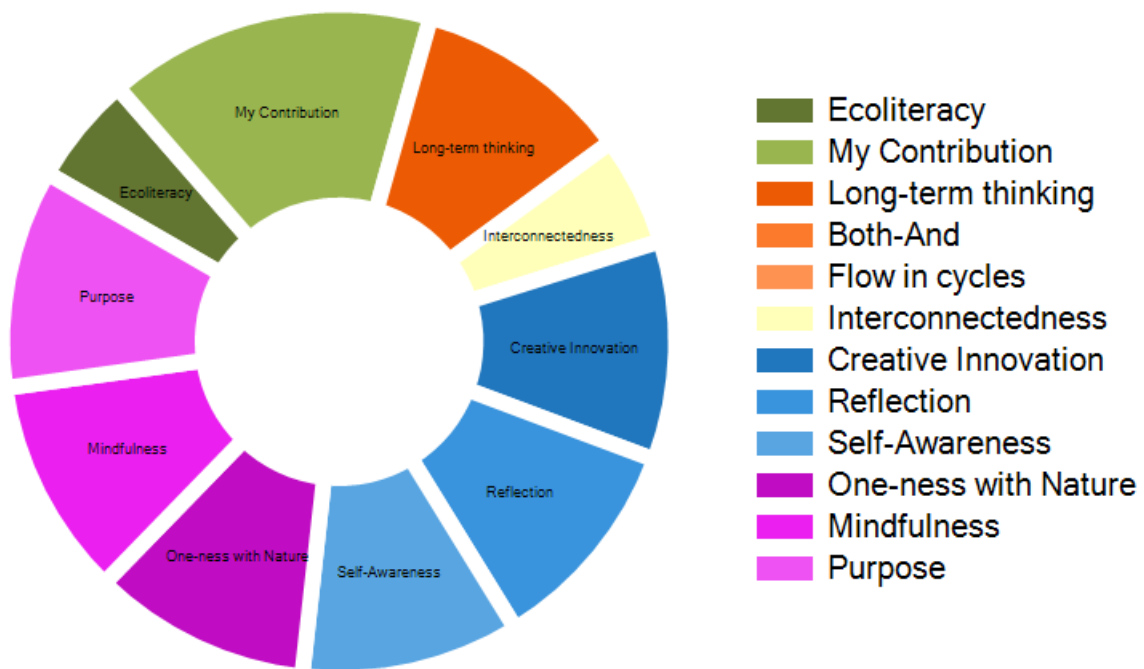 My Contribution
Long-term thinking
Ecoliteracy
Interconnectedness
Purpose
Creative Innovation
Mindfulness
Reflection
One-ness with Nature
Self-Awareness
Ecoliteracy
My Contribution
Long-term thinking
Both-And
Flow in cycles
Interconnectedness
Creative Innovation
Reflection
Self-Awareness
One-ness with Nature
Mindfulness
Purpose